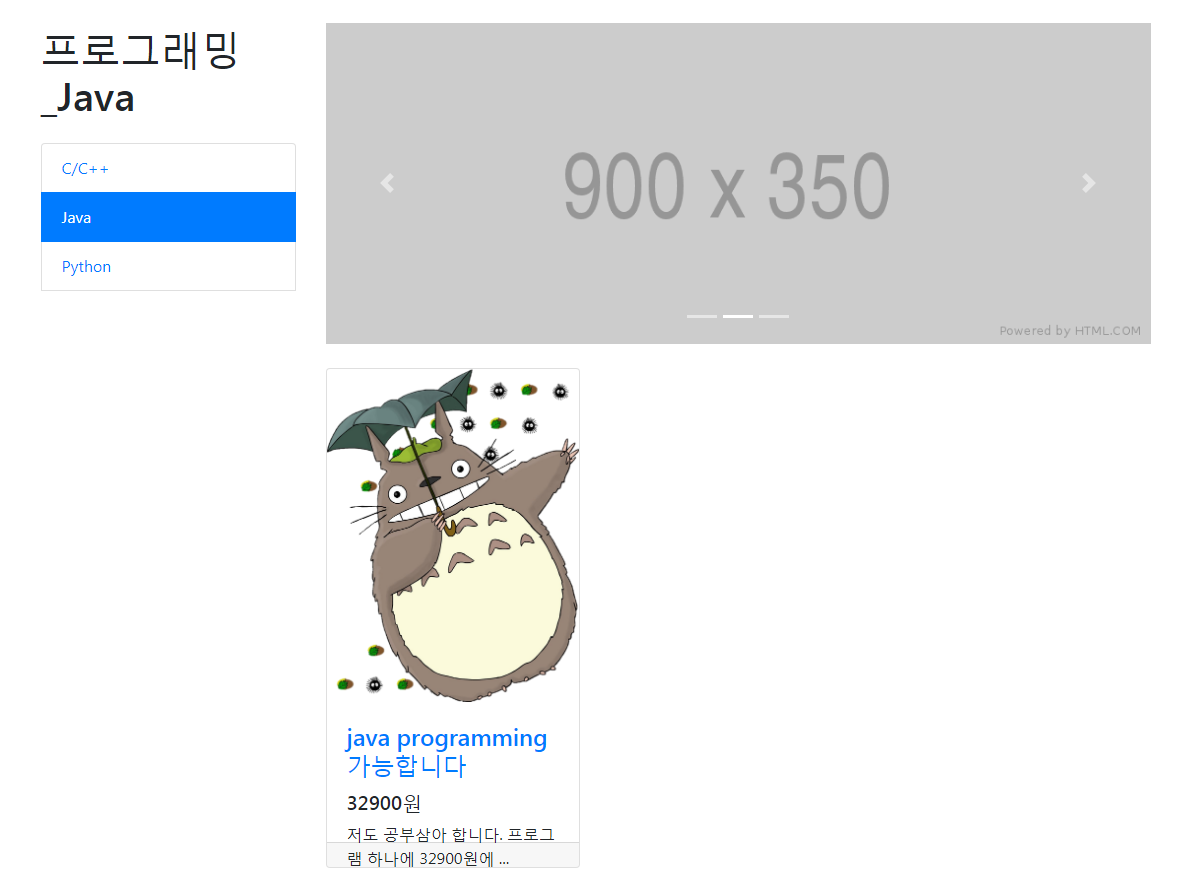 프로그래밍
_Java
C/C++
Java
Python
900 x 350
Powered by HTML.COM
java programming
가능합니다
32900원
저도 공부삼아 합니다. 프로그
램 하나에 32900원에 ...